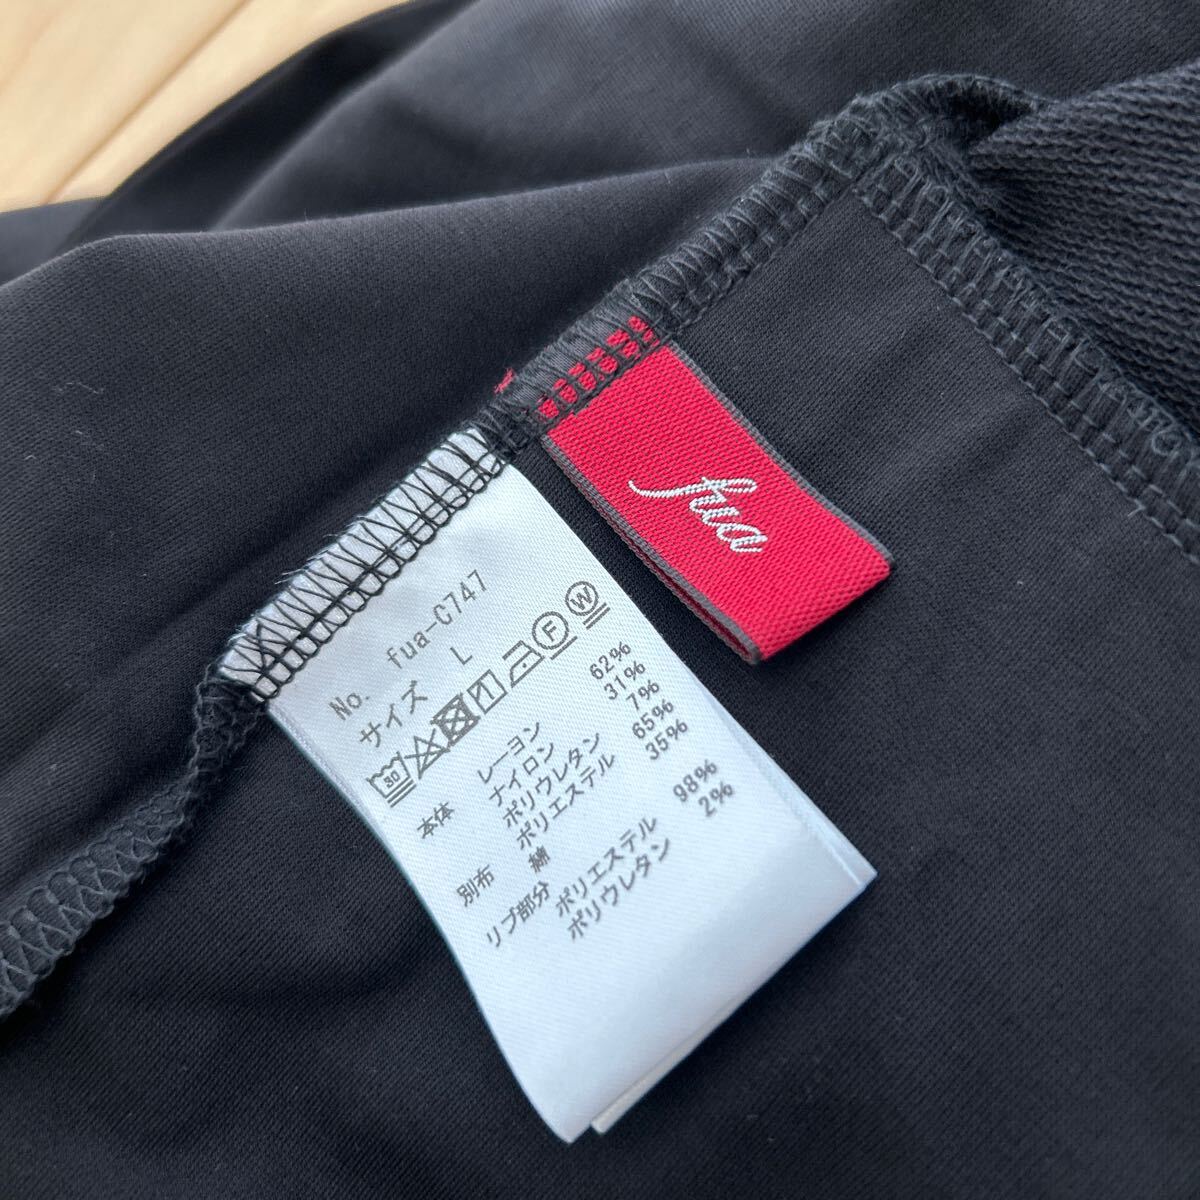 fua
No. fua-C747
サイズ L
30 F W
本体 レーヨン 62%
ナイロン 31%
ポリウレタン 7%
別布 ポリエステル 65%
綿 35%
リブ部分 ポリエステル 98%
ポリウレタン 2%